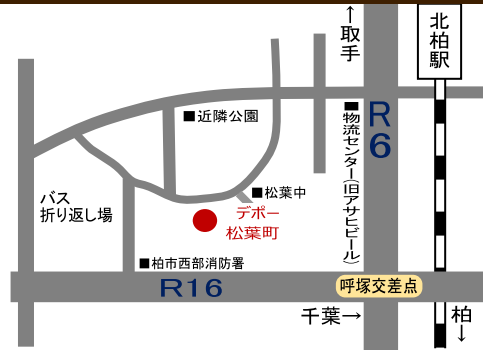 ↑取手
北柏駅
■近隣公園
R6
■物流センター(旧アサヒビール)
■松葉中
バス
折り返し場
デポー
松葉町
■柏市西部消防署
R16
呼塚交差点
千葉→
柏↓